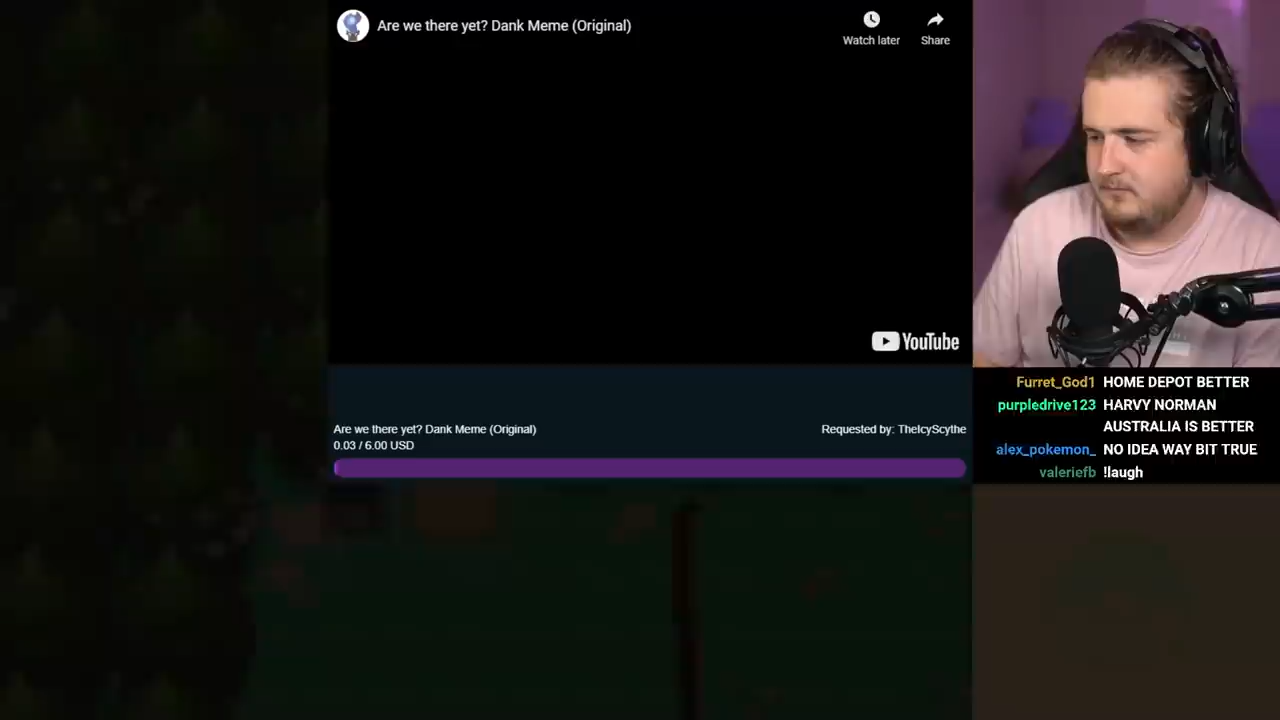 Are we there yet? Dank Meme (Original)
Watch later
Share
YouTube
Are we there yet? Dank Meme (Original)
Requested by: TheIcyScythe
0.03 / 6.00 USD
Furret_God1 HOME DEPOT BETTER
purpledrive123 HARVY NORMAN
AUSTRALIA IS BETTER
alex_pokemon_ NO IDEA WAY BIT TRUE
valeriefb !laugh